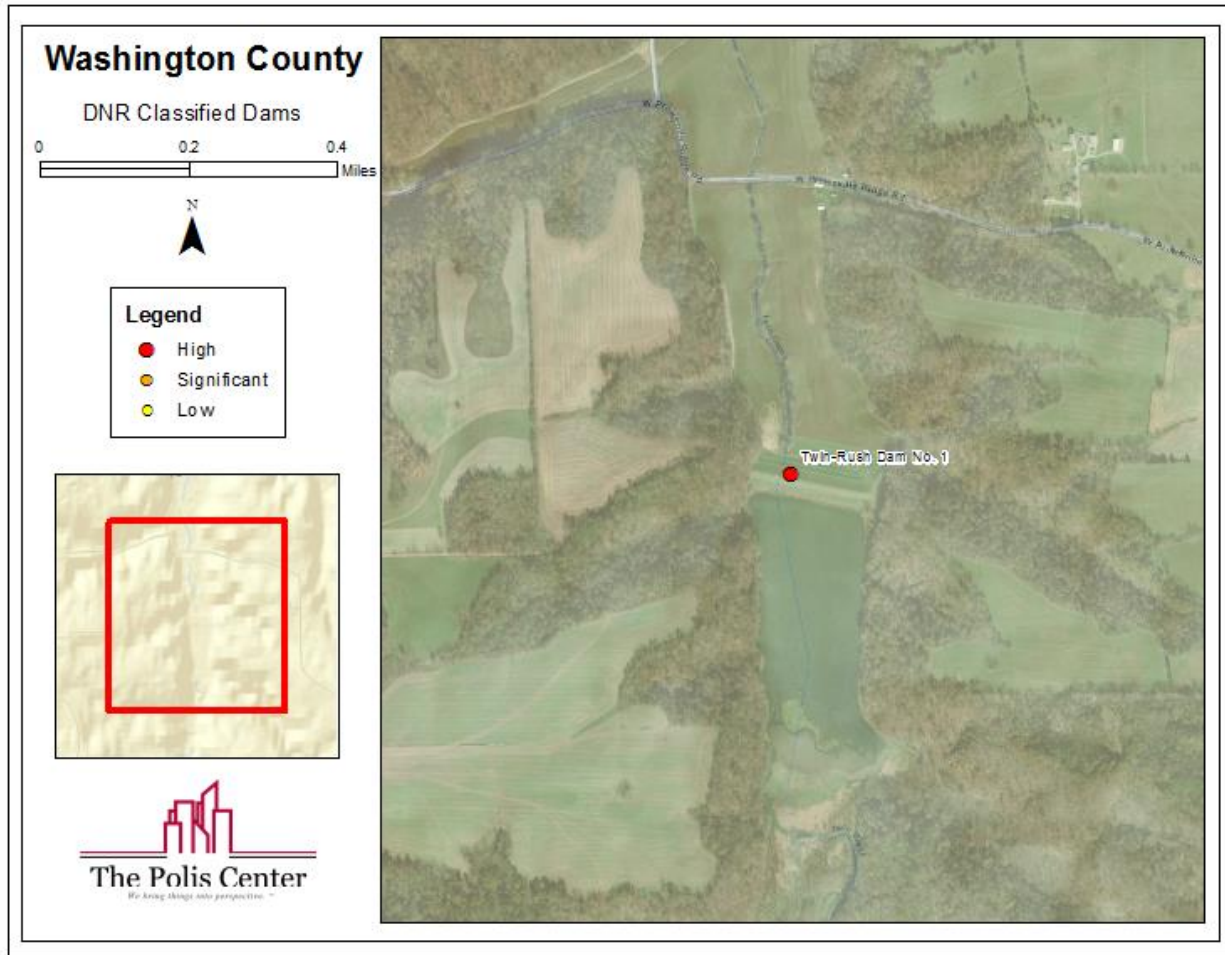 Washington County
DNR Classified Dams
0 0.2 0.4
Miles
N
Legend
High
Significant
Low
The Polis Center
We bring things into perspective. ™
Twin-Rush Dam No. 1